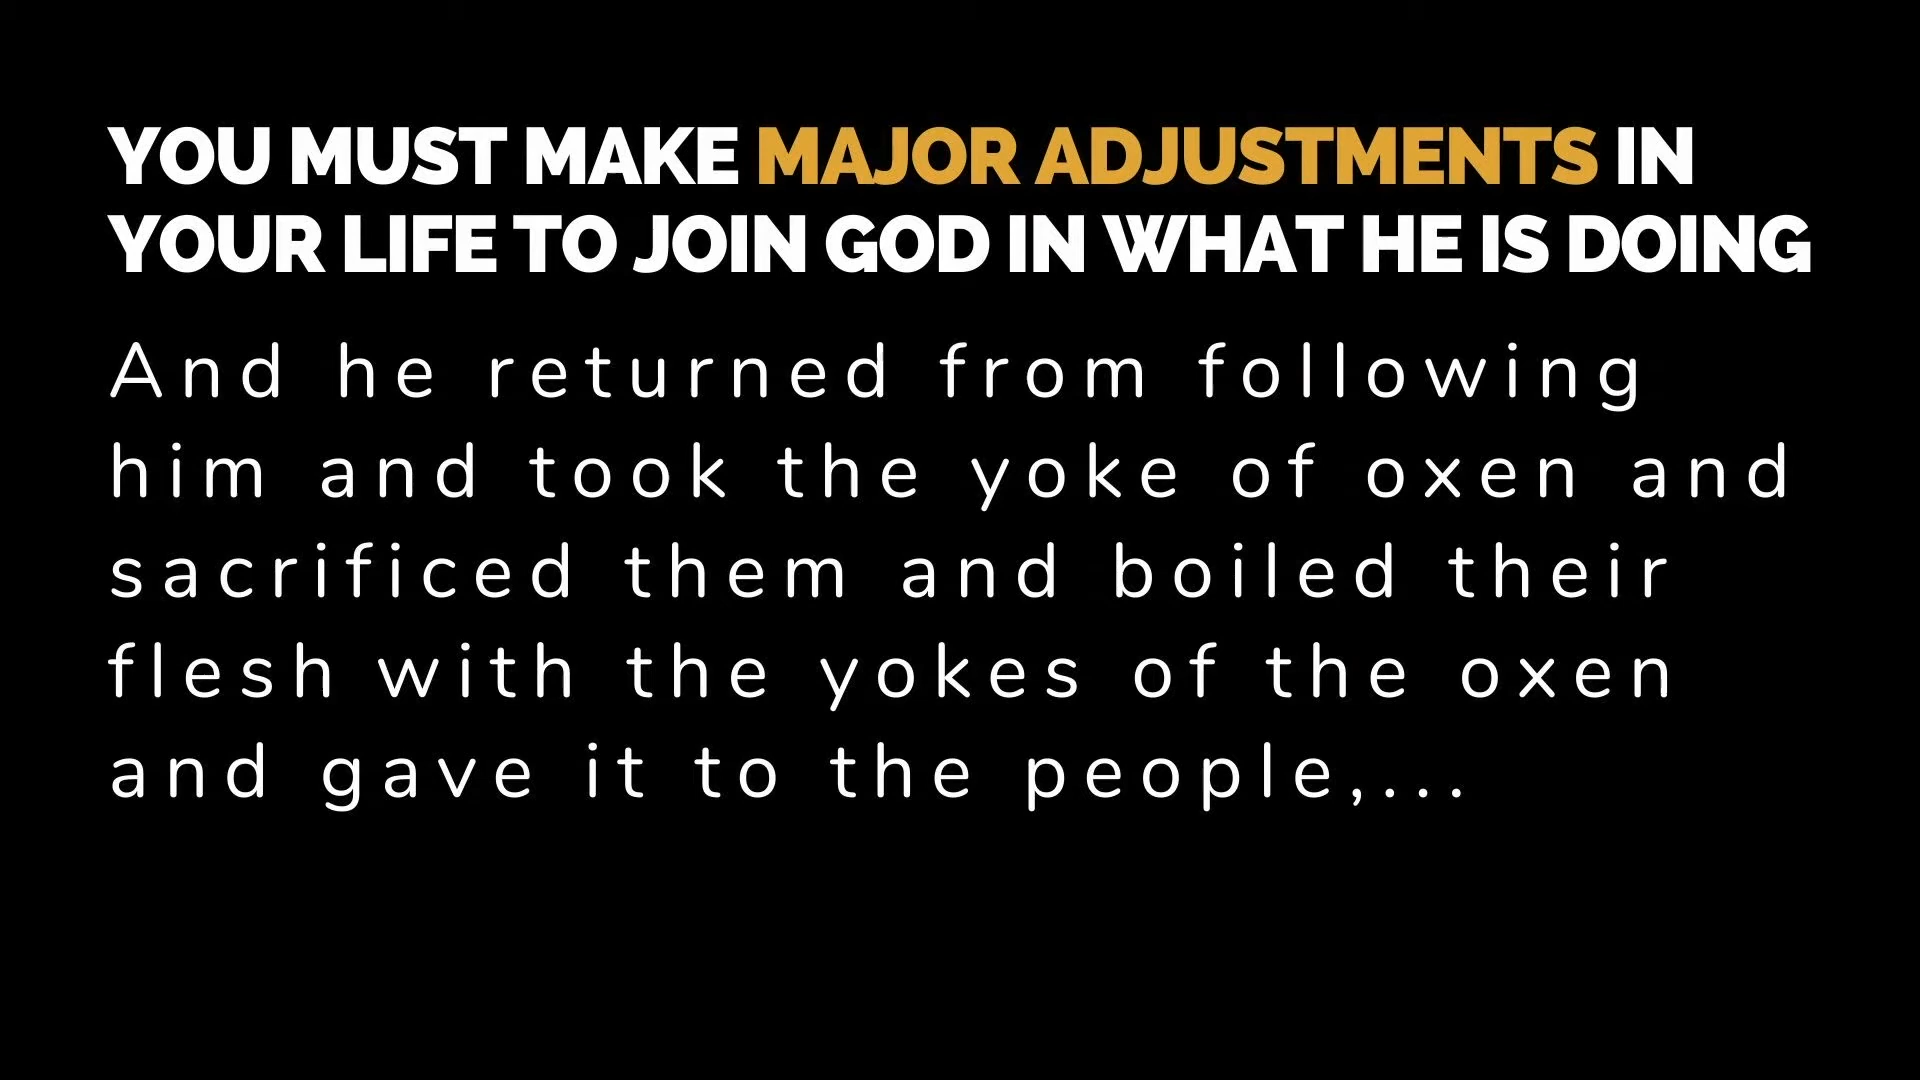 YOU MUST MAKE MAJOR ADJUSTMENTS IN
YOUR LIFE TO JOIN GOD IN WHAT HE IS DOING
And he returned from following
him and took the yoke of oxen and
sacrificed them and boiled their
flesh with the yokes of the oxen
and gave it to the people,...